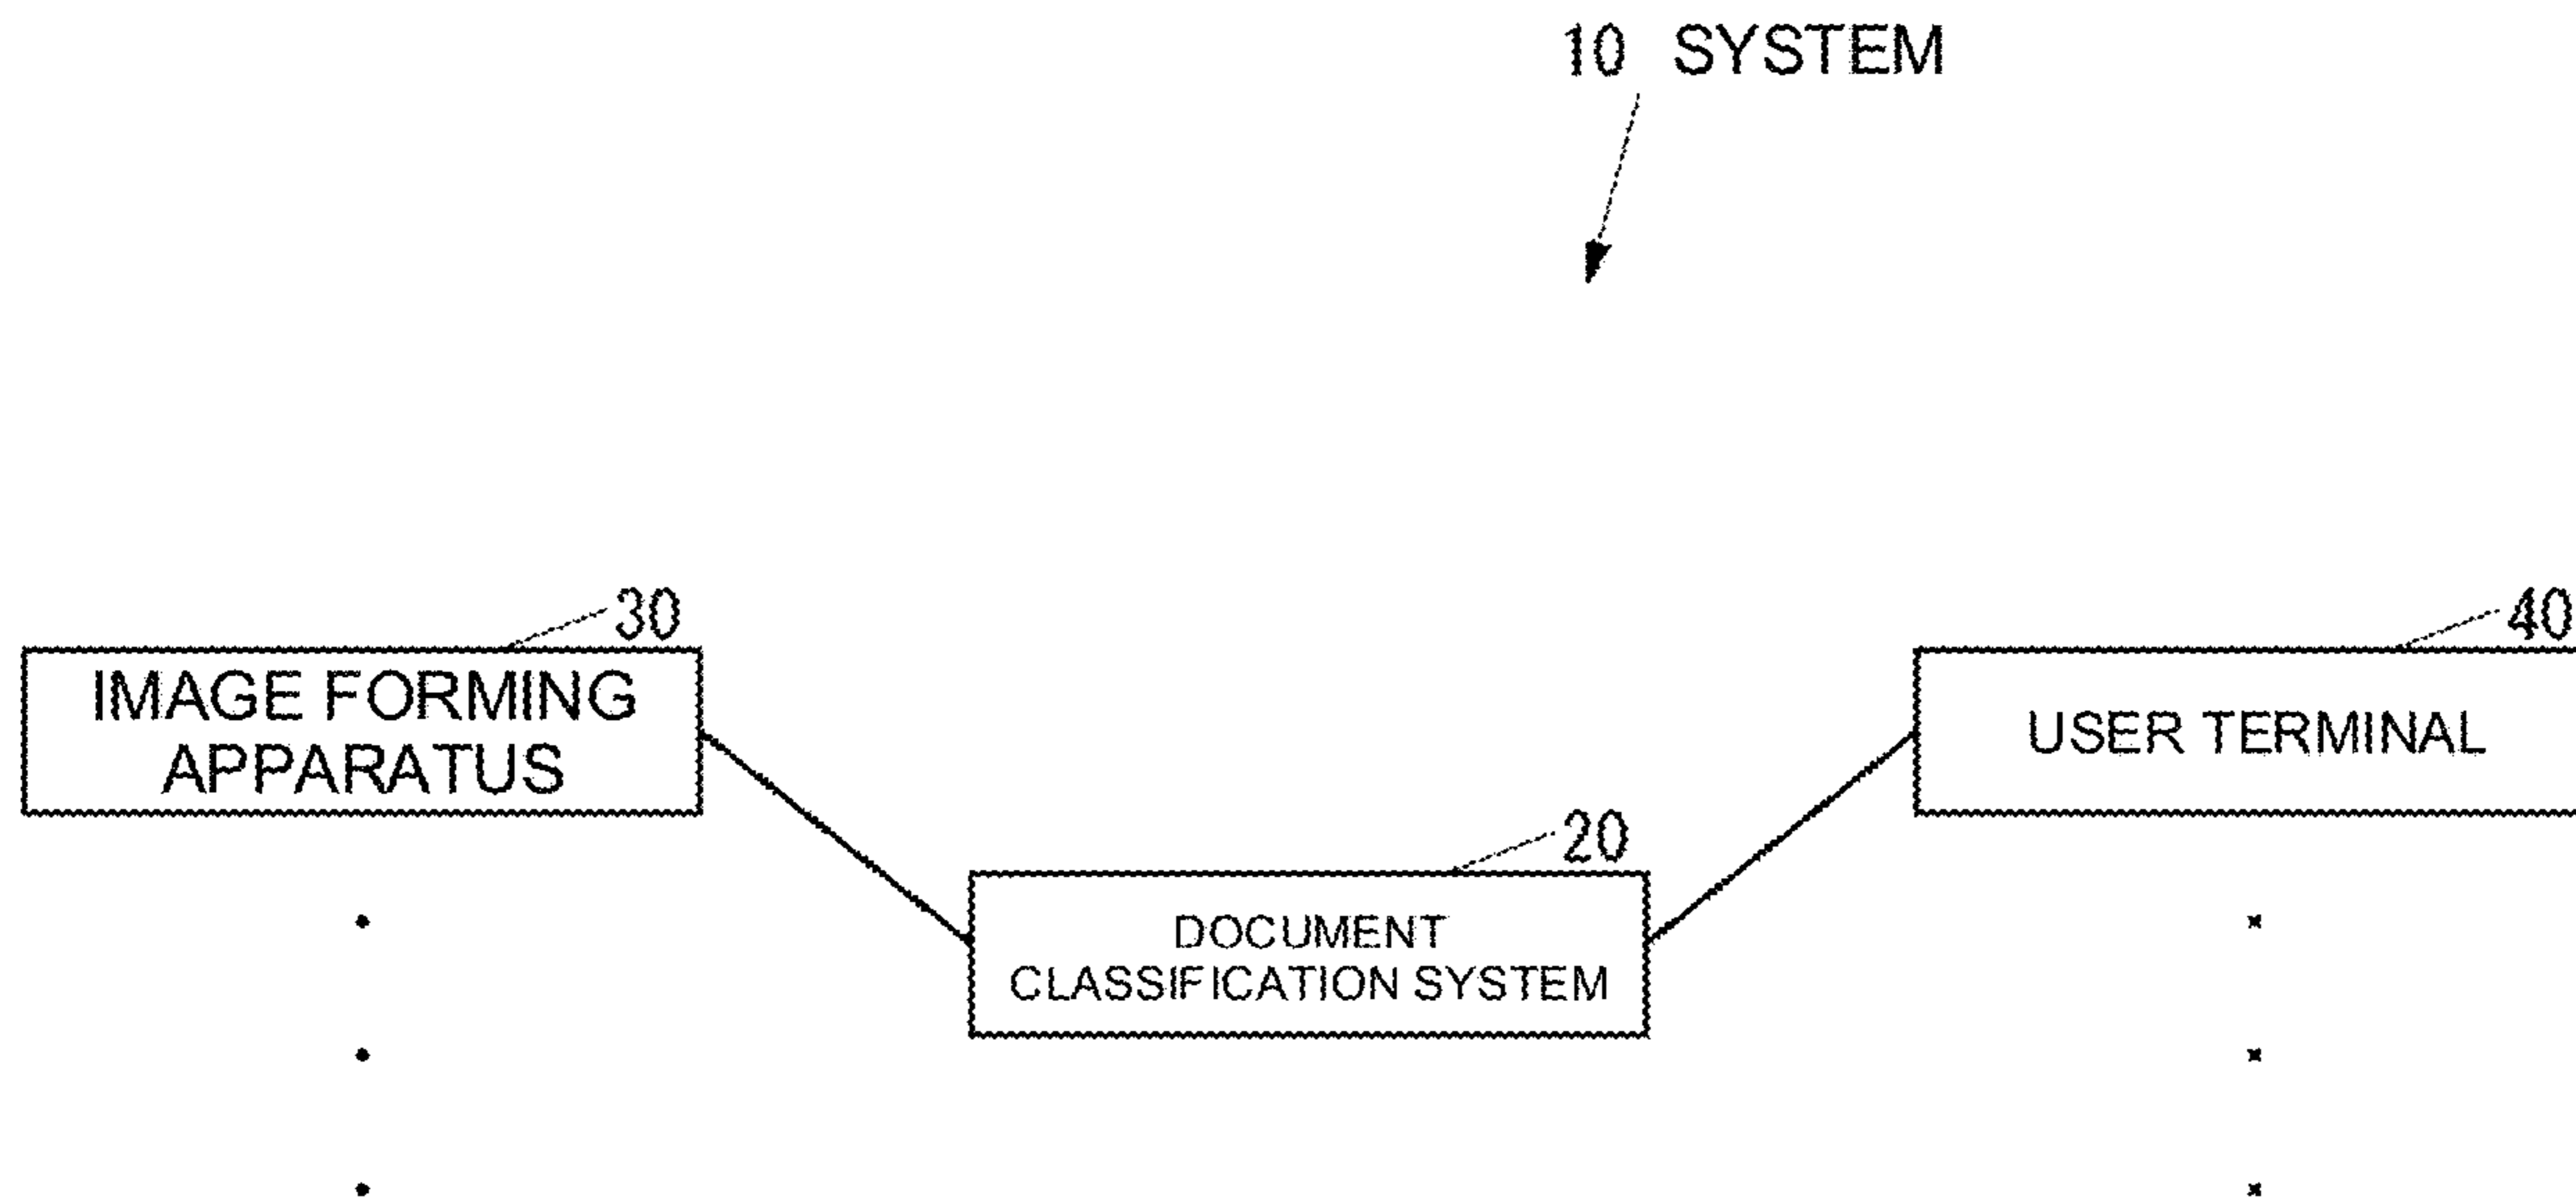 10 SYSTEM
30
IMAGE FORMING
APPARATUS
40
USER TERMINAL
20
DOCUMENT
CLASSIFICATION SYSTEM